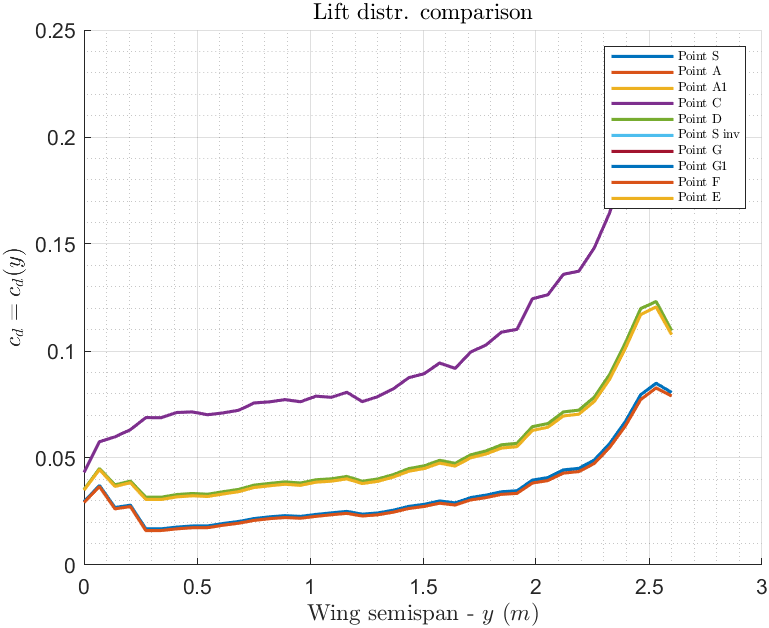 Lift distr. comparison
0.25
0.2
0.15
0.1
0.05
0
c_d = c_d(y)
Point S
Point A
Point A1
Point C
Point D
Point S inv
Point G
Point G1
Point F
Point E
0 0.5 1 1.5 2 2.5 3
Wing semispan - y (m)